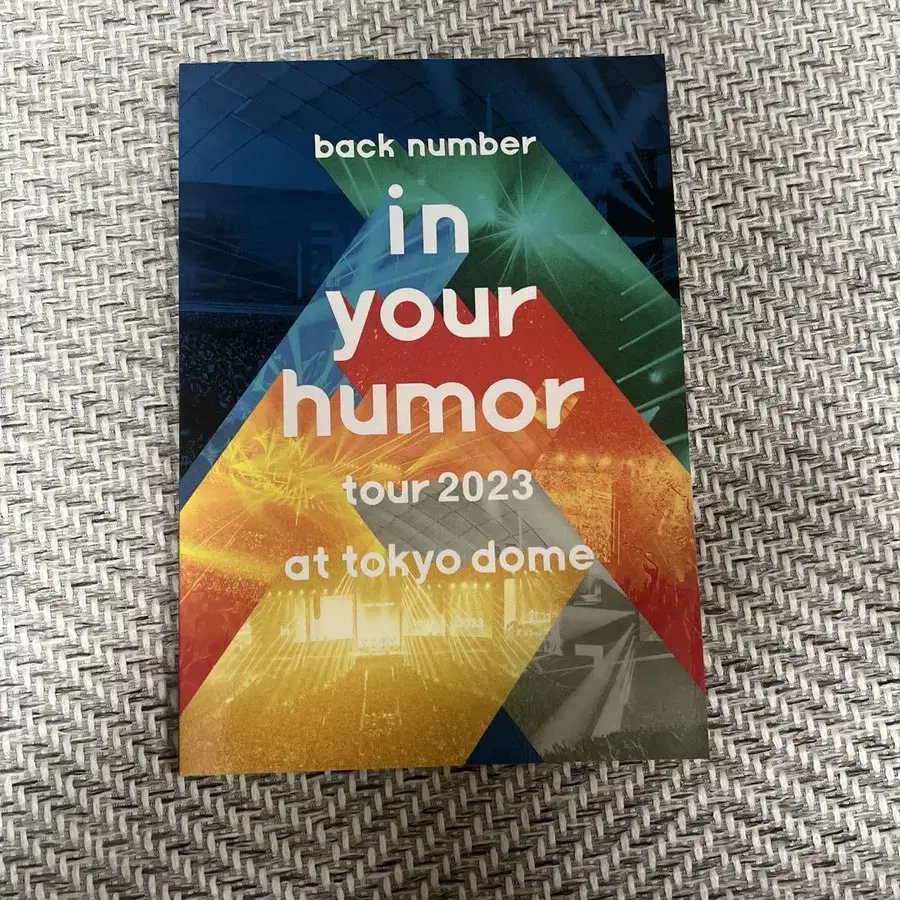 back number
in
your
humor
tour 2023
at tokyo dome